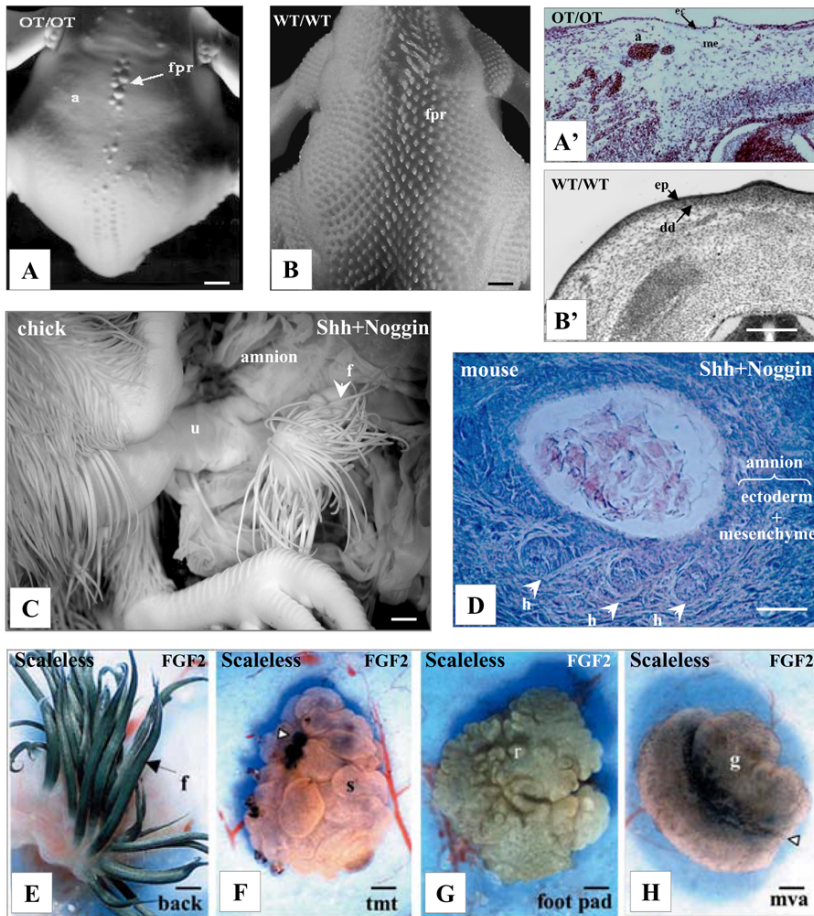 OT/OT
fpr
a
A
WT/WT
fpr
B
OT/OT
ec
a
me
A’
WT/WT
ep
dd
B’
chick
Shh+Noggin
amnion
f
u
C
mouse
Shh+Noggin
amnion
ectoderm
+
mesenchyme
h
h
h
D
Scaleless
FGF2
f
E
back
Scaleless
FGF2
s
F
tmt
Scaleless
FGF2
r
G
foot pad
Scaleless
FGF2
g
H
mva